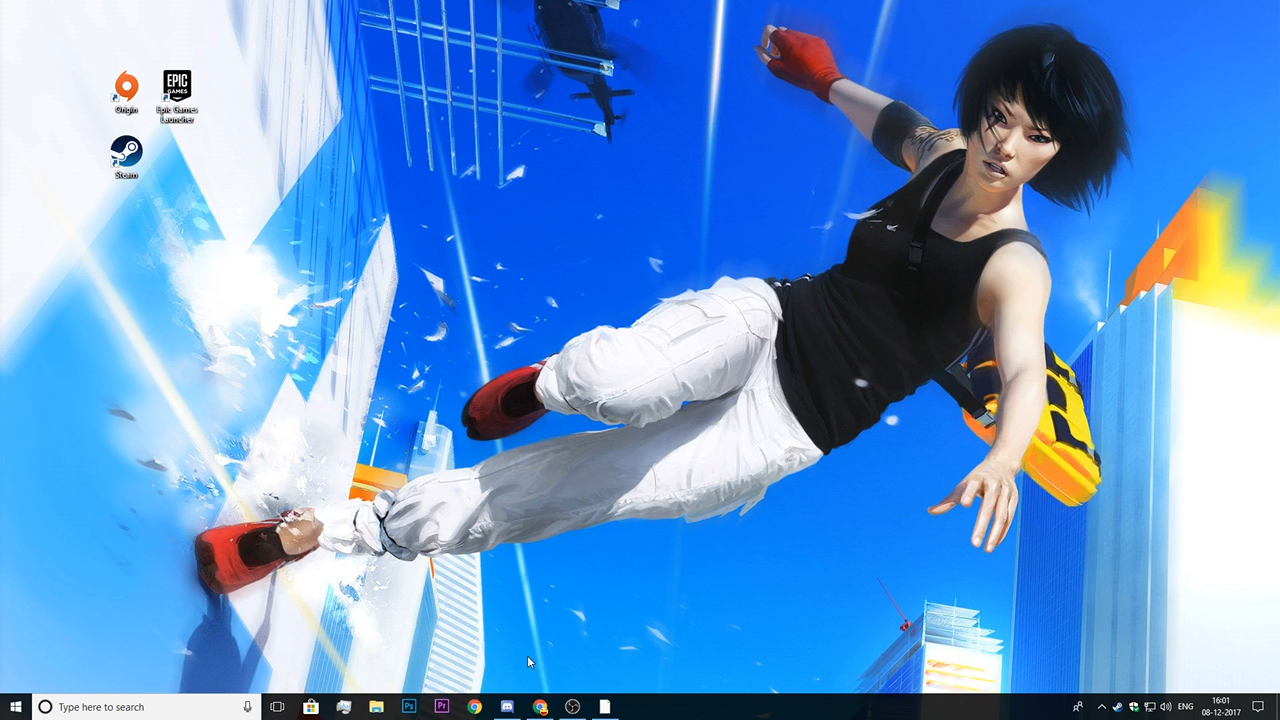 Origin
EPIC
GAMES
Epic Games
Launcher
Steam
Type here to search
Ps
Pr
ENG
16:01
08-12-2017